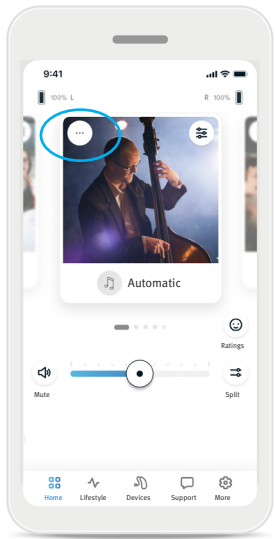 9:41
100% L
R 100%
Automatic
Ratings
Mute
Split
Home Lifestyle Devices Support More